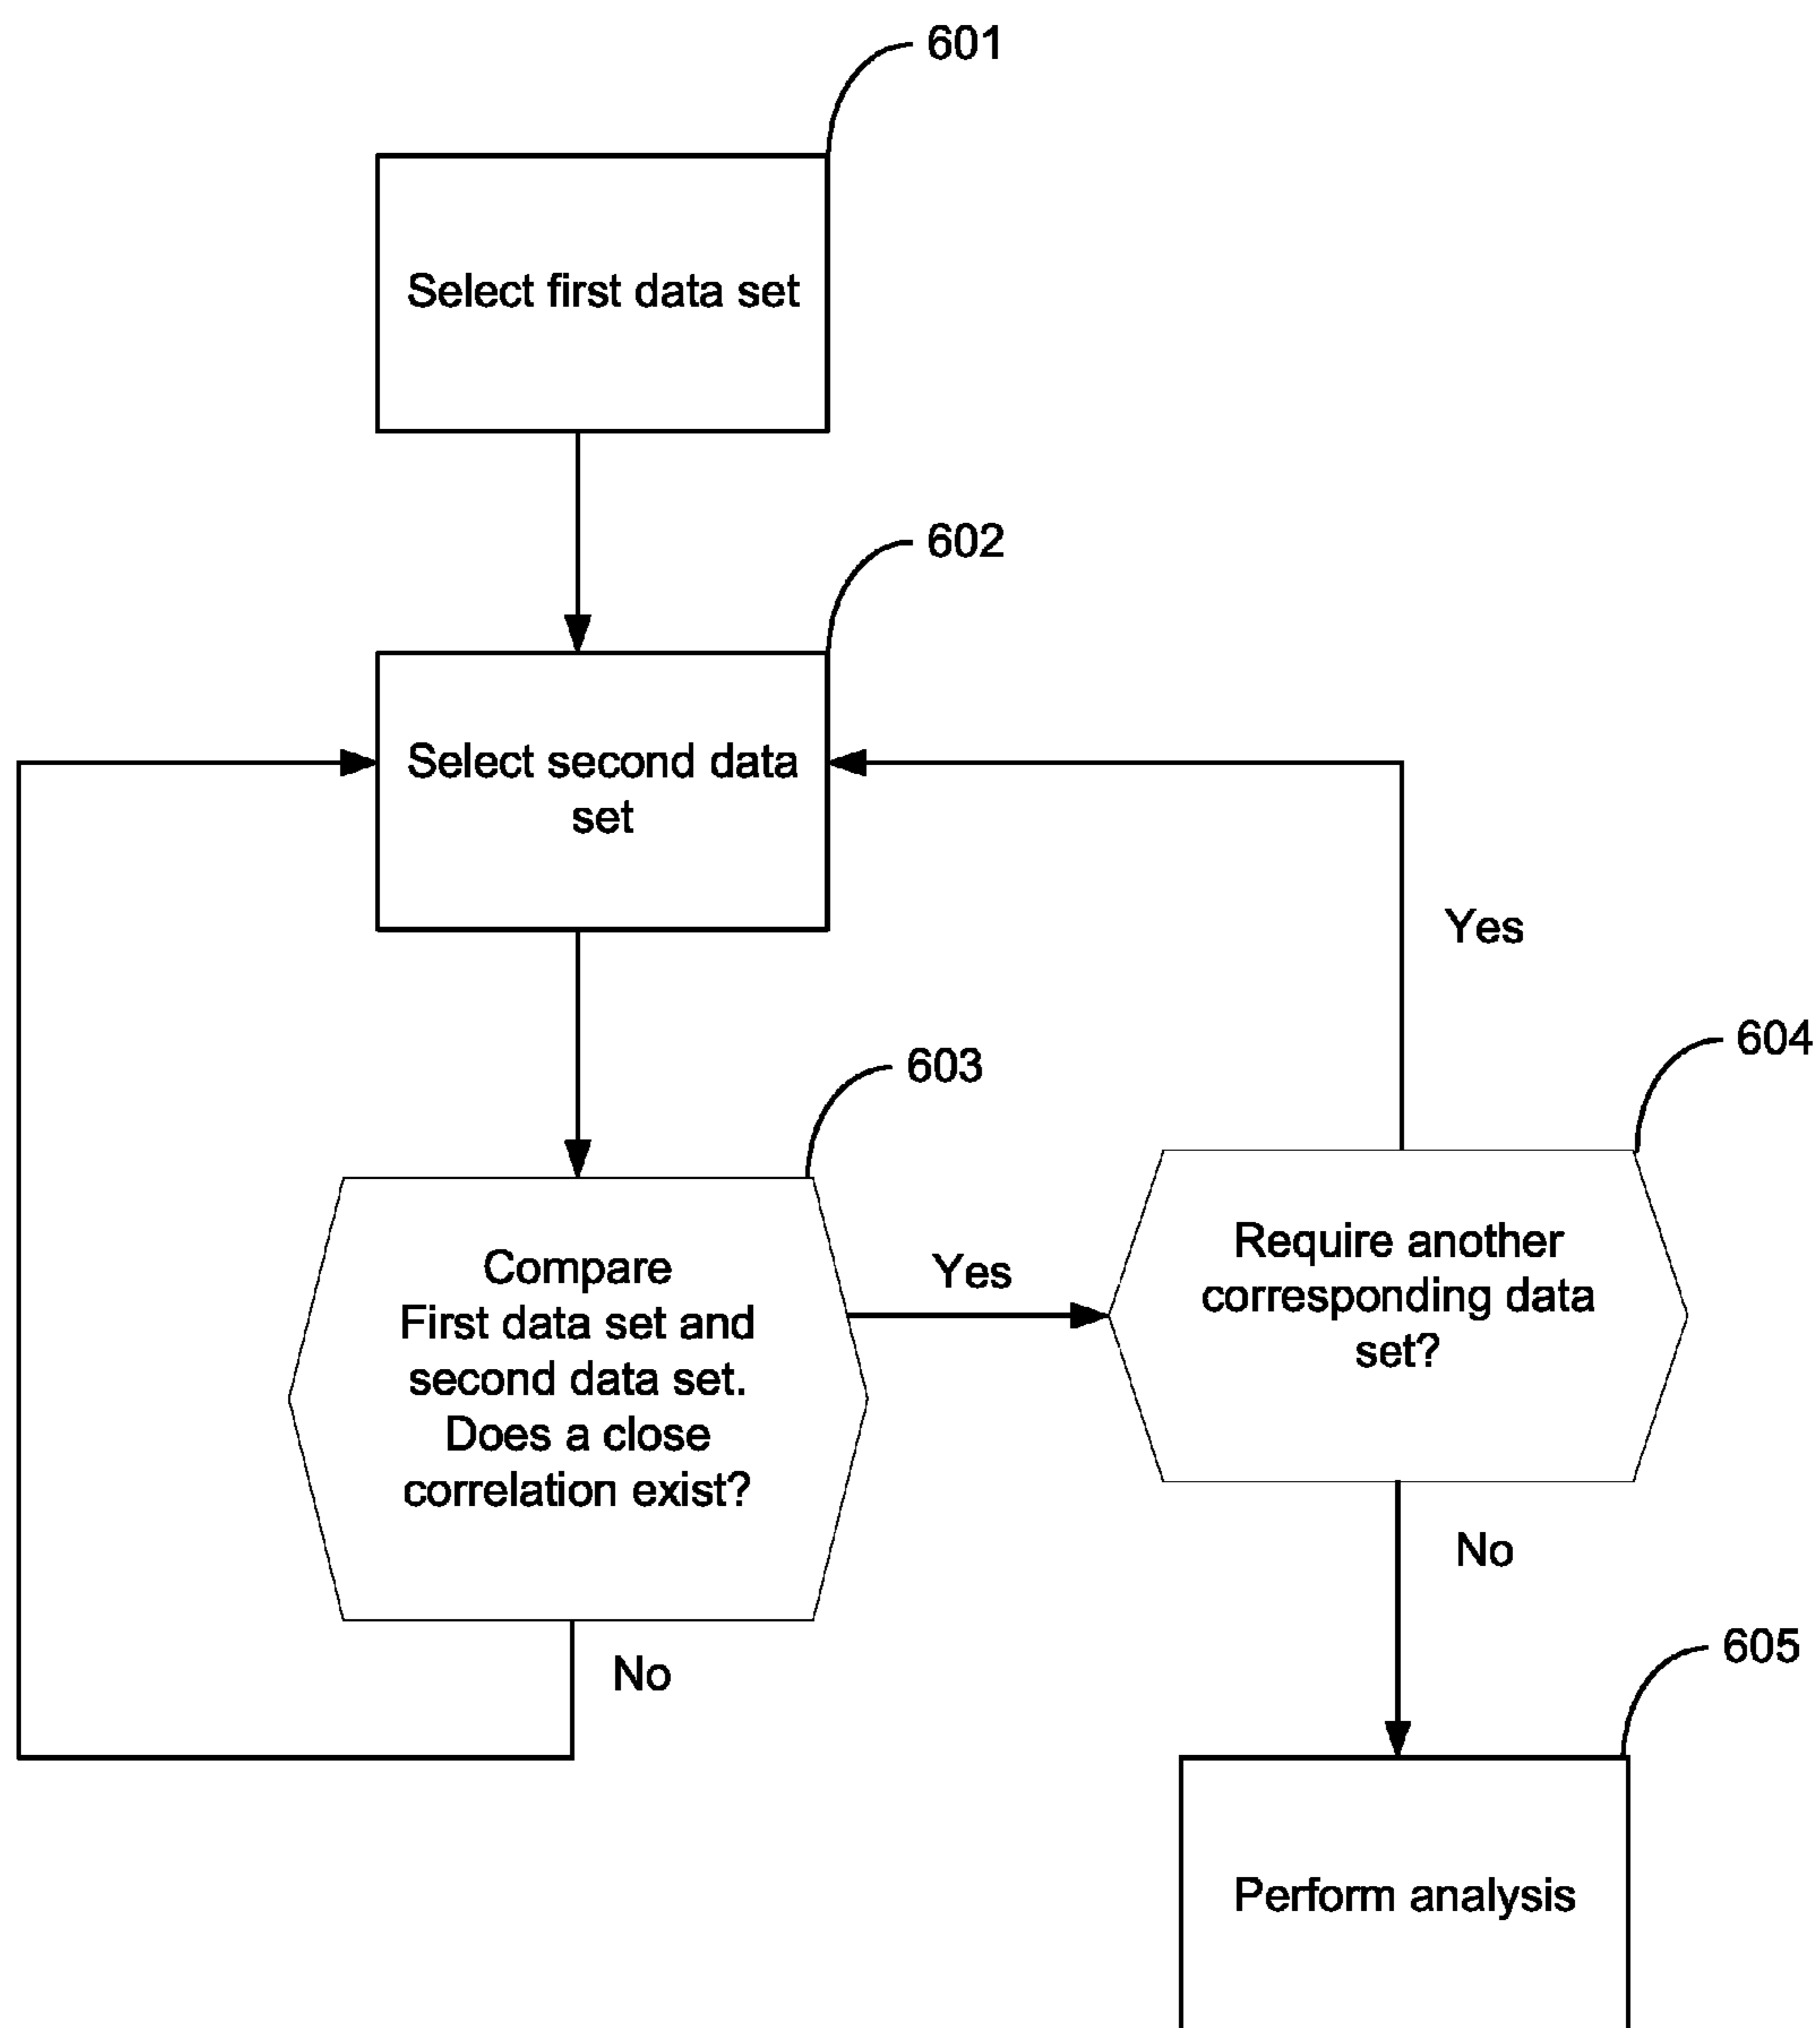 601
Select first data set
602
Select second data
set
Yes
603
604
Compare
First data set and
second data set.
Does a close
correlation exist?
Yes
Require another
corresponding data
set?
No
No
605
Perform analysis